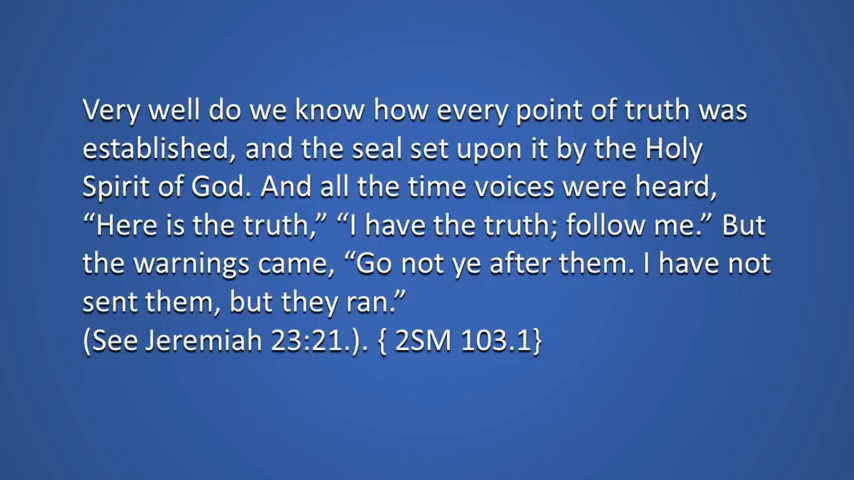 Very well do we know how every point of truth was
established, and the seal set upon it by the Holy
Spirit of God. And all the time voices were heard,
“Here is the truth,” “I have the truth; follow me.” But
the warnings came, “Go not ye after them. I have not
sent them, but they ran.”
(See Jeremiah 23:21.). { 2SM 103.1}